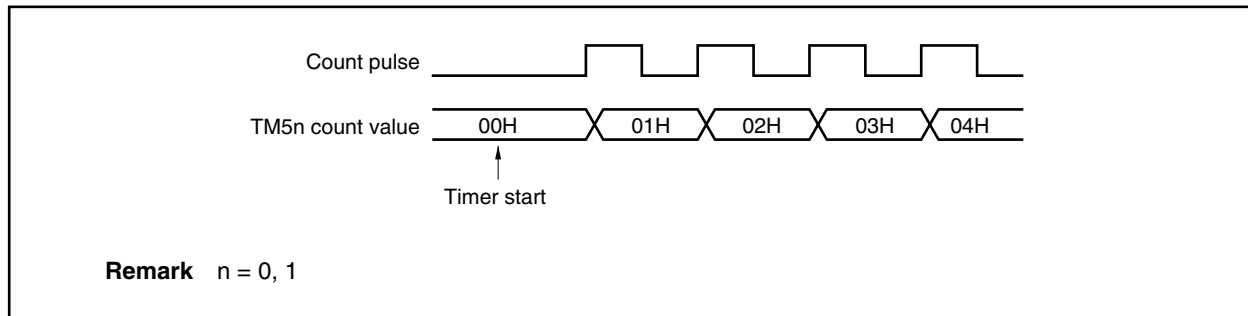 Count pulse
TM5n count value 00H 01H 02H 03H 04H
Timer start
Remark n = 0, 1